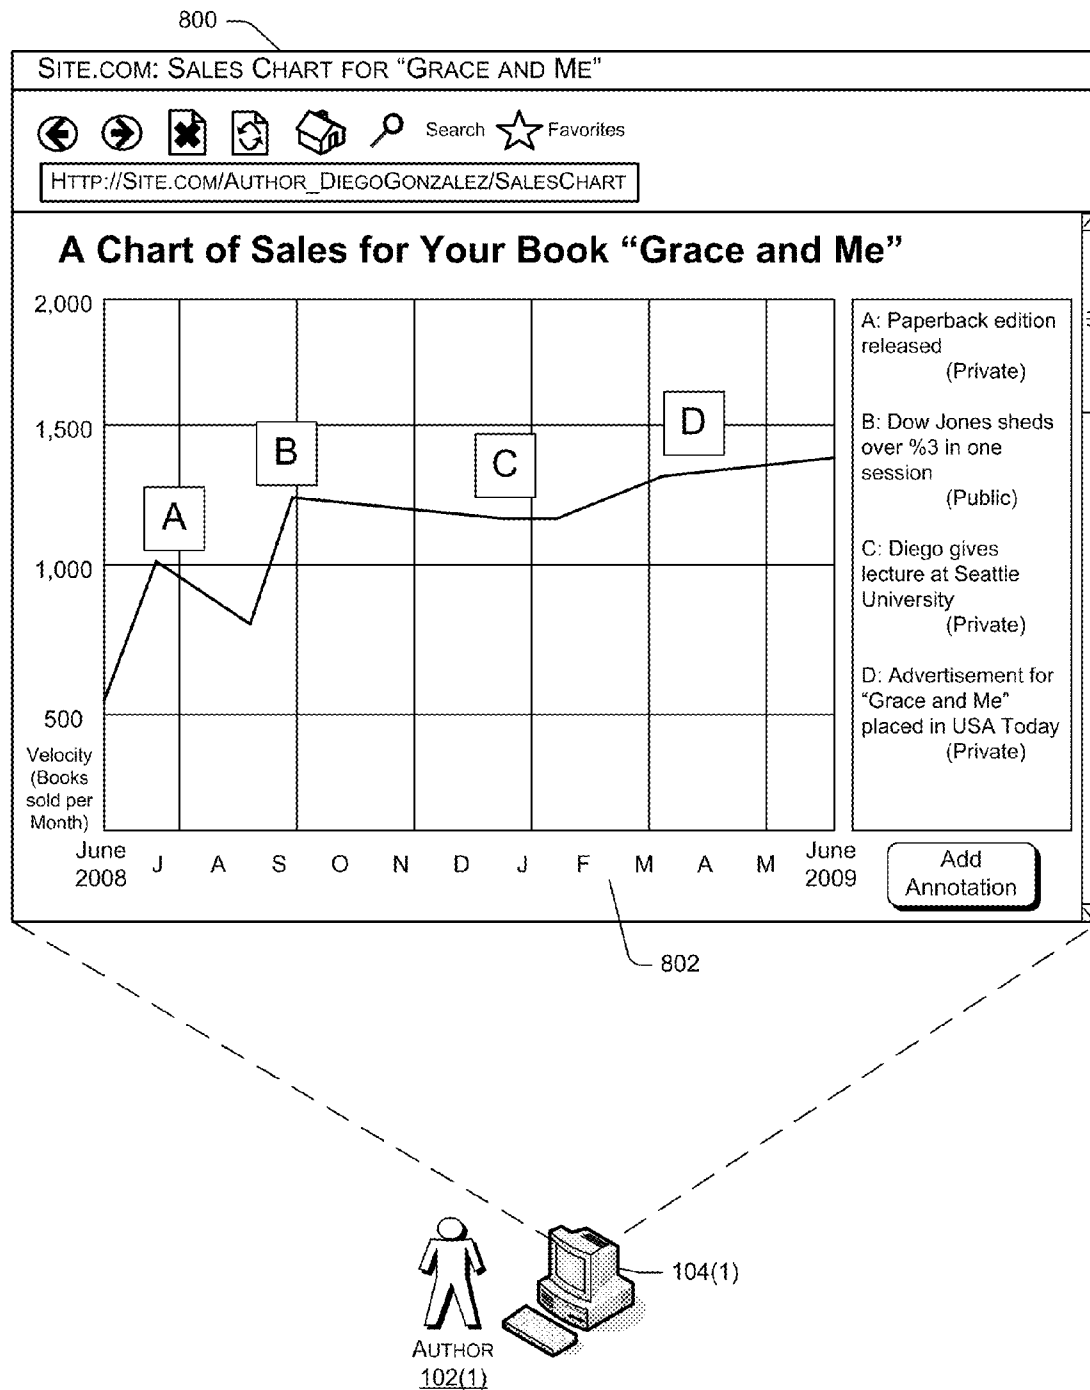 800
SITE.COM: SALES CHART FOR “GRACE AND ME”
Search Favorites
HTTP://SITE.COM/AUTHOR_DIEGOGONZALEZ/SALESCHART
A Chart of Sales for Your Book “Grace and Me”
2,000
1,500
1,000
500
Velocity
(Books
sold per
Month)
A
B
C
D
June
2008
J A S O N D J F M A M
June
2009
A: Paperback edition
released
(Private)
B: Dow Jones sheds
over %3 in one
session
(Public)
C: Diego gives
lecture at Seattle
University
(Private)
D: Advertisement for
“Grace and Me”
placed in USA Today
(Private)
Add
Annotation
802
104(1)
AUTHOR
102(1)